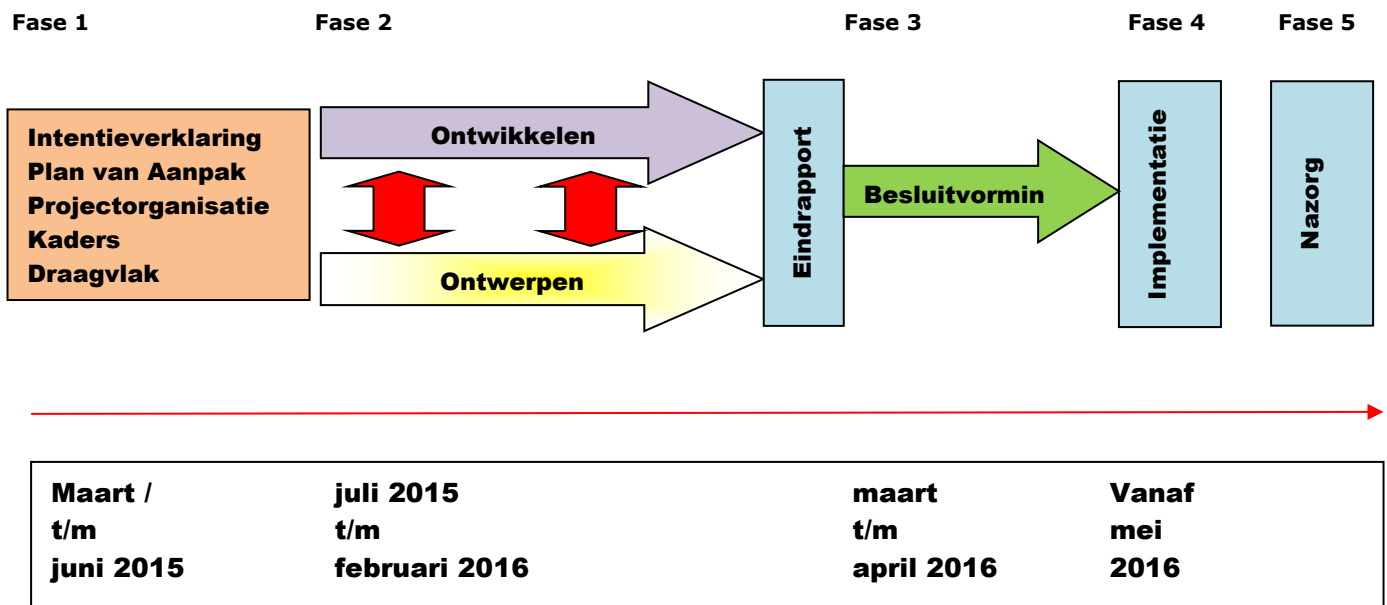 Fase 1
Fase 2
Fase 3
Fase 4
Fase 5
Intentieverklaring
Plan van Aanpak
Projectorganisatie
Kaders
Draagvlak
Ontwikkelen
Ontwerpen
Eindrapport
Besluitvormin
Implementatie
Nazorg
Maart /
t/m
juni 2015
juli 2015
t/m
februari 2016
maart
t/m
april 2016
Vanaf
mei
2016